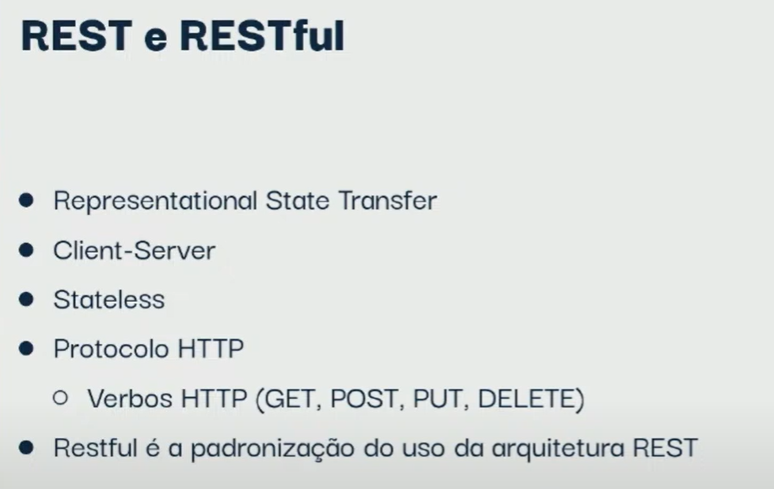 REST e RESTful
● Representational State Transfer
● Client-Server
● Stateless
● Protocolo HTTP
○ Verbos HTTP (GET, POST, PUT, DELETE)
● Restful é a padronização do uso da arquitetura REST